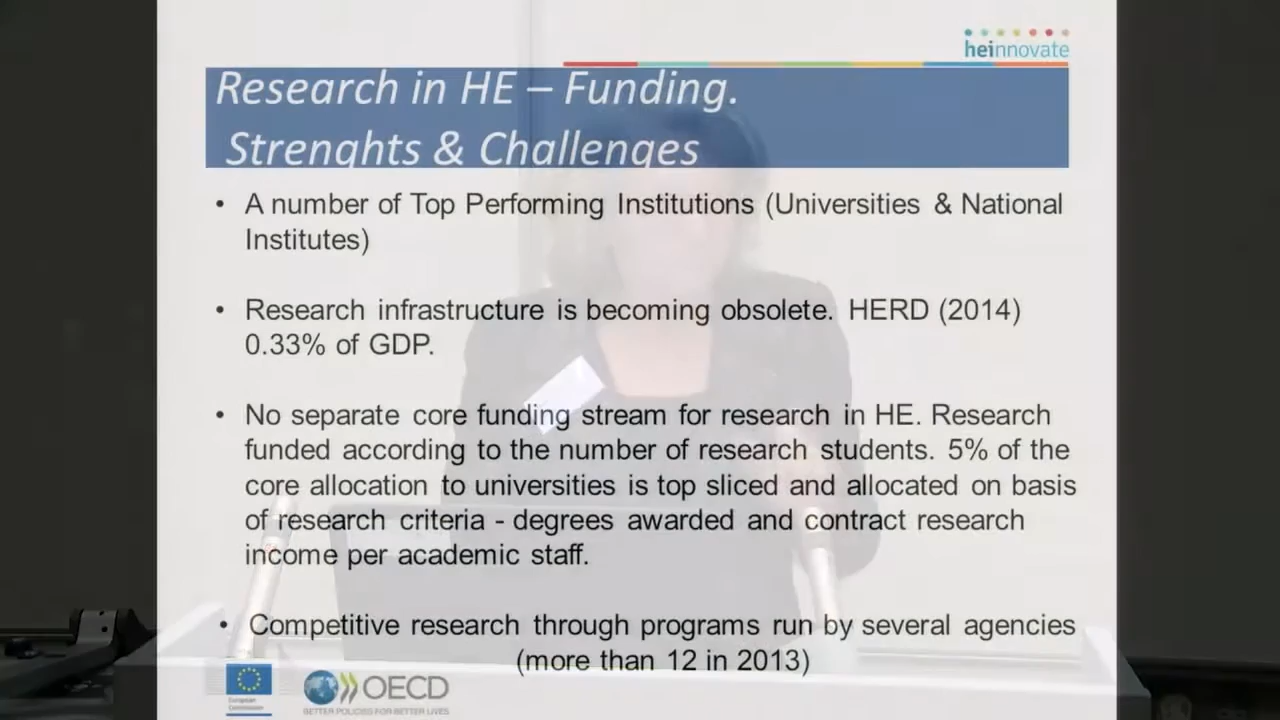 heinnovate
Research in HE – Funding.
Strenghts & Challenges
• A number of Top Performing Institutions (Universities & National
Institutes)
• Research infrastructure is becoming obsolete. HERD (2014)
0.33% of GDP.
• No separate core funding stream for research in HE. Research
funded according to the number of research students. 5% of the
core allocation to universities is top sliced and allocated on basis
of research criteria - degrees awarded and contract research
income per academic staff.
• Competitive research through programs run by several agencies
(more than 12 in 2013)
European
Commission
OECD
BETTER POLICIES FOR BETTER LIVES